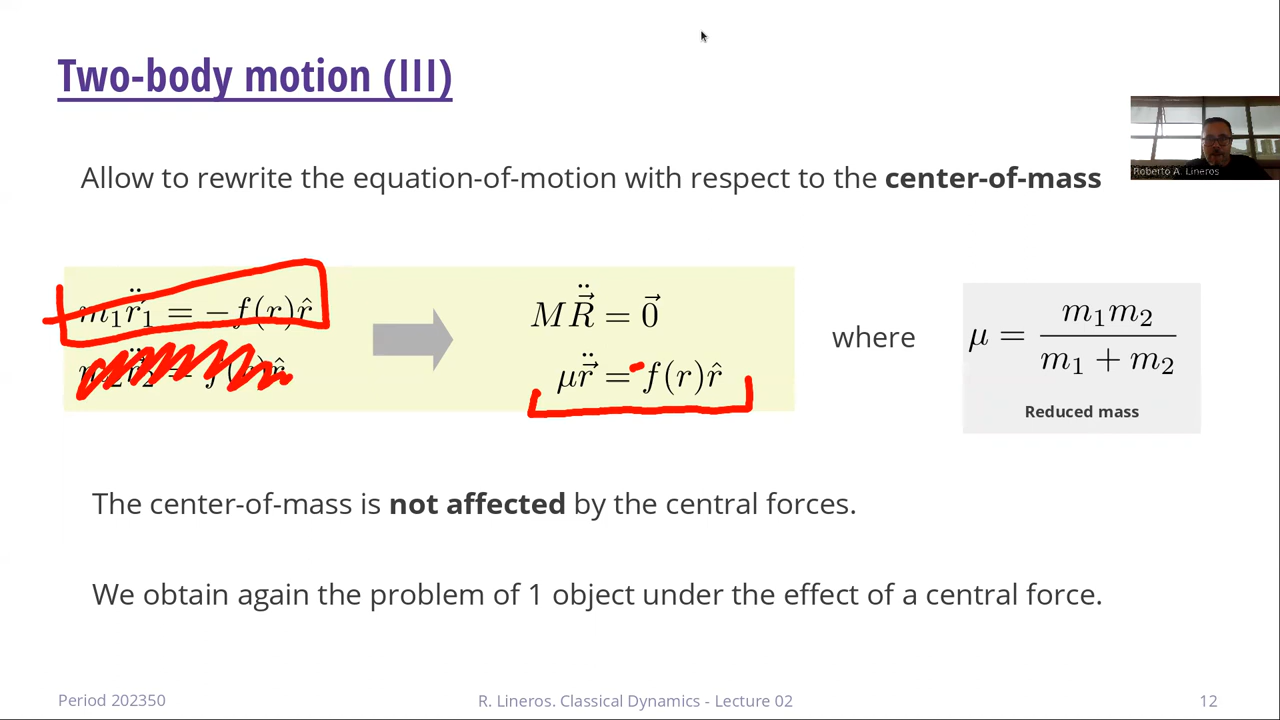 Two-body motion (III)
Roberto A. Lineros
Allow to rewrite the equation-of-motion with respect to the center-of-mass
m₁r̈⃗₁ = −f(r)r̂
m₂r̈⃗₂ = f(r)r̂
MR̈⃗ = 0⃗
μr̈⃗ = f(r)r̂
where
μ = m₁m₂ / (m₁ + m₂)
Reduced mass
The center-of-mass is not affected by the central forces.
We obtain again the problem of 1 object under the effect of a central force.
Period 202350
R. Lineros. Classical Dynamics - Lecture 02
12